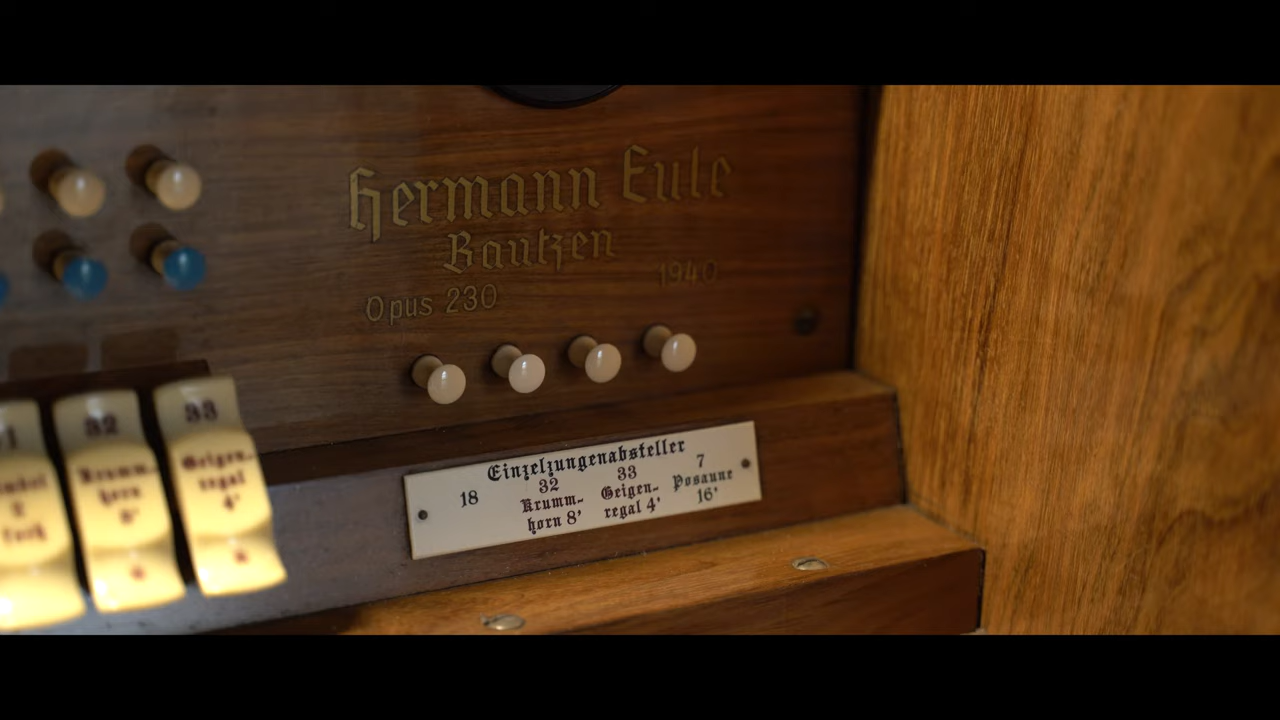 Hermann Eule
Bautzen
1940
Opus 230
Einzelzungenabsteller
18 32 33 7
Krumm- Geigen- Posaune
horn 8' regal 4' 16'
32 33
Krumm- Geigen-
horn regal
8' 4'